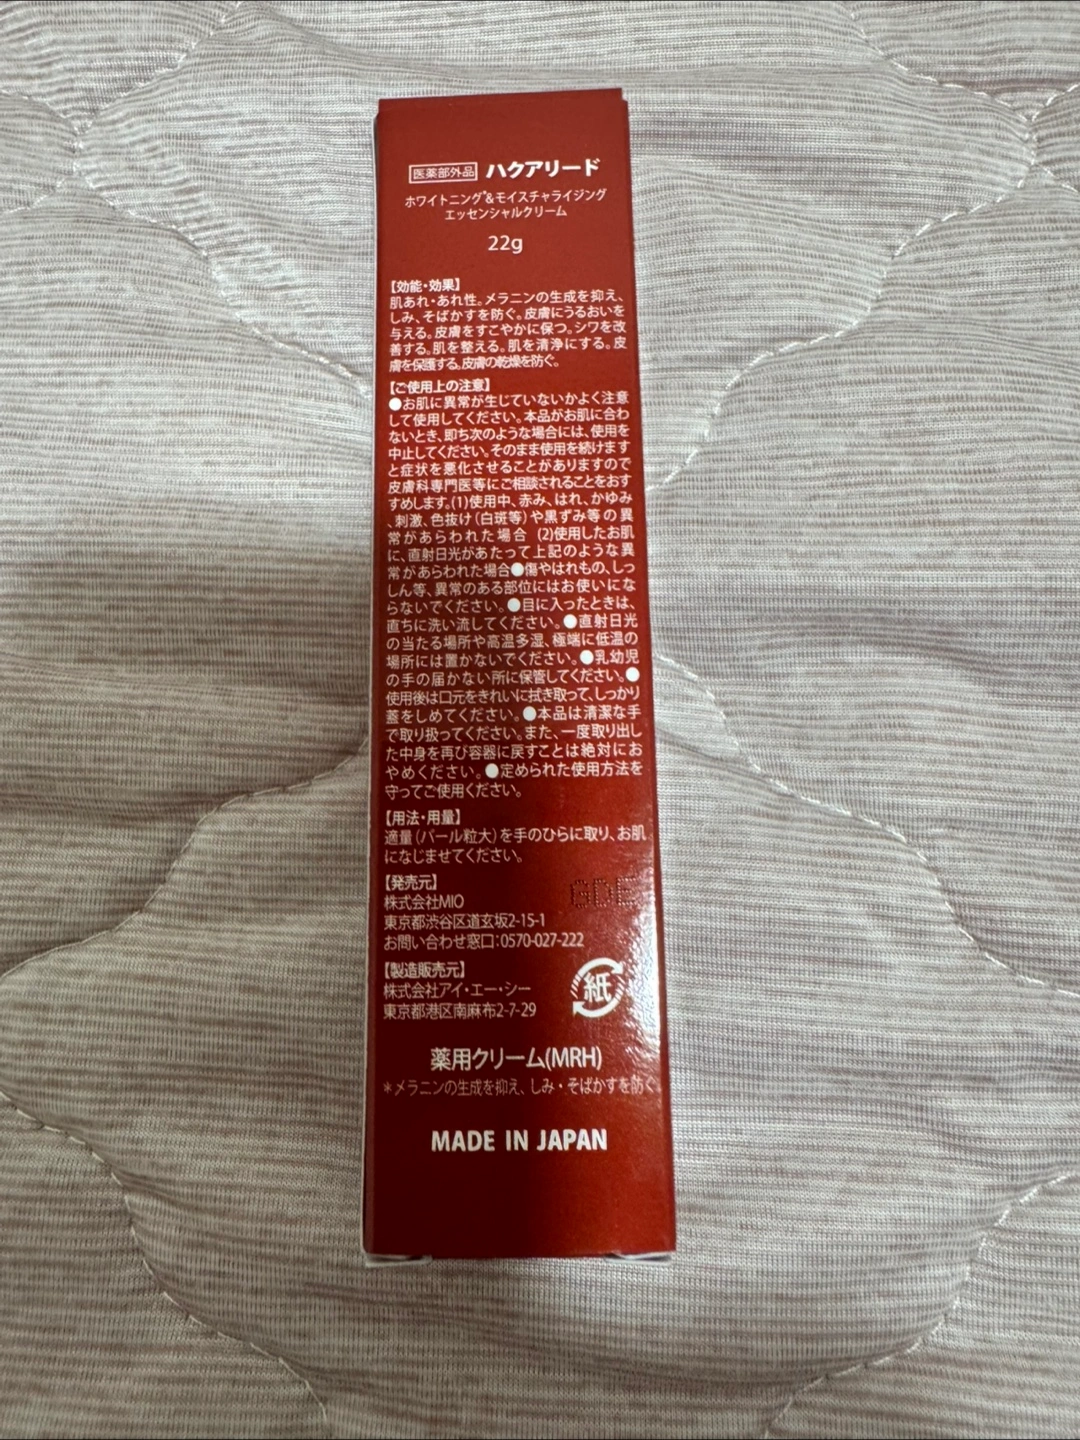 医薬部外品 ハクアリード
ホワイトニング*&モイスチャライジング
エッセンシャルクリーム
22g
【効能・効果】
肌あれ・あれ性。メラニンの生成を抑え、
しみ、そばかすを防ぐ。皮膚にうるおいを
与える。皮膚をすこやかに保つ。シワを改
善する。肌を整える。肌を清浄にする。皮
膚を保護する。皮膚の乾燥を防ぐ。
【ご使用上の注意】
●お肌に異常が生じていないかよく注意
して使用してください。本品がお肌に合わ
ないとき、即ち次のような場合には、使用を
中止してください。そのまま使用を続けます
と症状を悪化させることがありますので
皮膚科専門医等にご相談されることをおす
すめします。(1)使用中、赤み、はれ、かゆみ
、刺激、色抜け(白斑等)や黒ずみ等の異
常があらわれた場合 (2)使用したお肌
に、直射日光があたって上記のような異
常があらわれた場合●傷やはれもの、しっ
しん等、異常のある部位にはお使いにな
らないでください。●目に入ったときは、
直ちに洗い流してください。●直射日光
の当たる場所や高温多湿、極端に低温の
場所には置かないでください。●乳幼児
の手の届かない所に保管してください。●
使用後は口元をきれいに拭き取って、しっかり
蓋をしめてください。●本品は清潔な手
で取り扱ってください。また、一度取り出し
た中身を再び容器に戻すことは絶対にお
やめください。●定められた使用方法を
守ってご使用ください。
【用法・用量】
適量(パール粒大)を手のひらに取り、お肌
になじませてください。
【発売元】
株式会社MIO
東京都渋谷区道玄坂2-15-1
お問い合わせ窓口:0570-027-222
【製造販売元】
株式会社アイ・エー・シー
東京都港区南麻布2-7-29
紙
薬用クリーム(MRH)
*メラニンの生成を抑え、しみ・そばかすを防ぐ。
MADE IN JAPAN